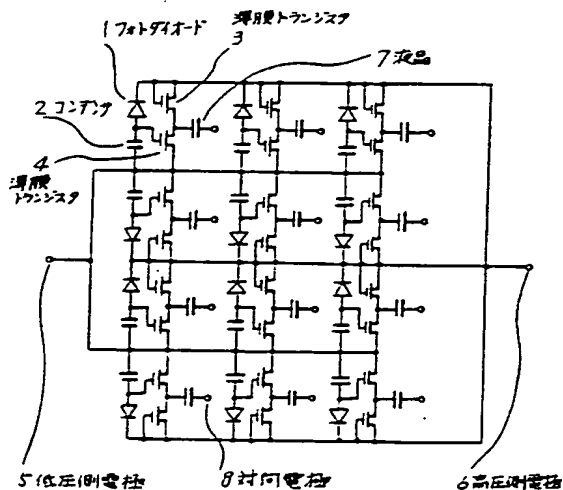 1 フォトダイオード
薄膜トランジスタ
3
7 液晶
2 コンデンサ
4
薄膜
トランジスタ
5 低圧側電極
8 対向電極
6 高圧側電極